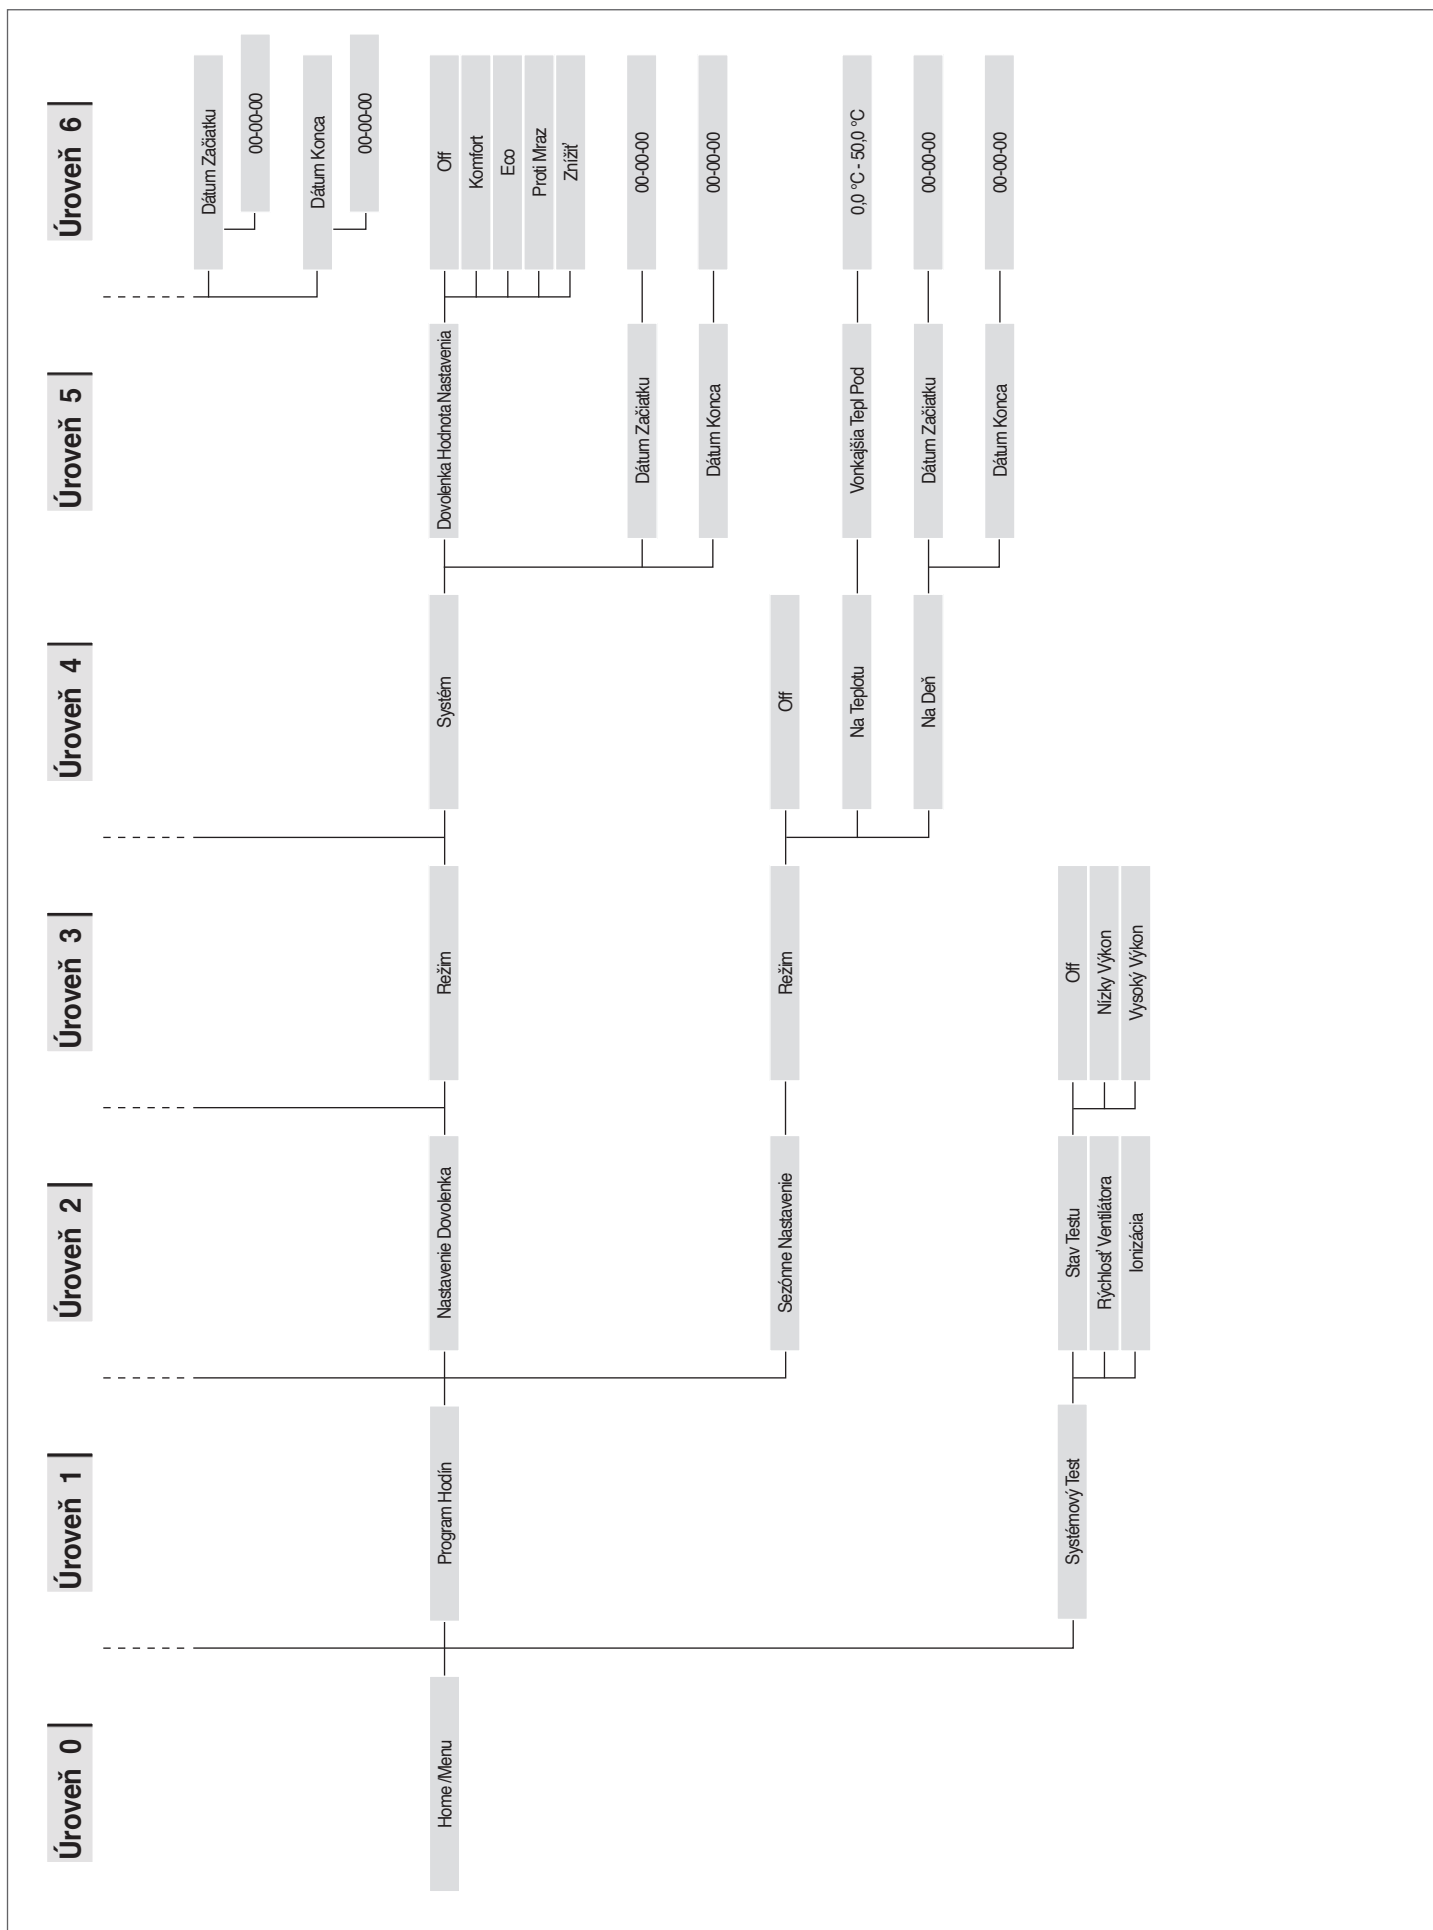 Úroveň 0
Úroveň 1
Úroveň 2
Úroveň 3
Úroveň 4
Úroveň 5
Úroveň 6
Dátum Začiatku
00-00-00
Dátum Konca
00-00-00
Home /Menu
Program Hodín
Nastavenie Dovolenka
Režim
Systém
Dovolenka Hodnota Nastavenia
Off
Komfort
Eco
Proti Mraz
Znížiť
Dátum Začiatku
00-00-00
Dátum Konca
00-00-00
Sezónne Nastavenie
Režim
Off
Na Teplotu
Vonkajšia Tepl Pod
0,0 °C - 50,0 °C
Na Deň
Dátum Začiatku
00-00-00
Dátum Konca
00-00-00
Systémový Test
Stav Testu
Off
Rýchlosť Ventilátora
Nízky Výkon
Ionizácia
Vysoký Výkon